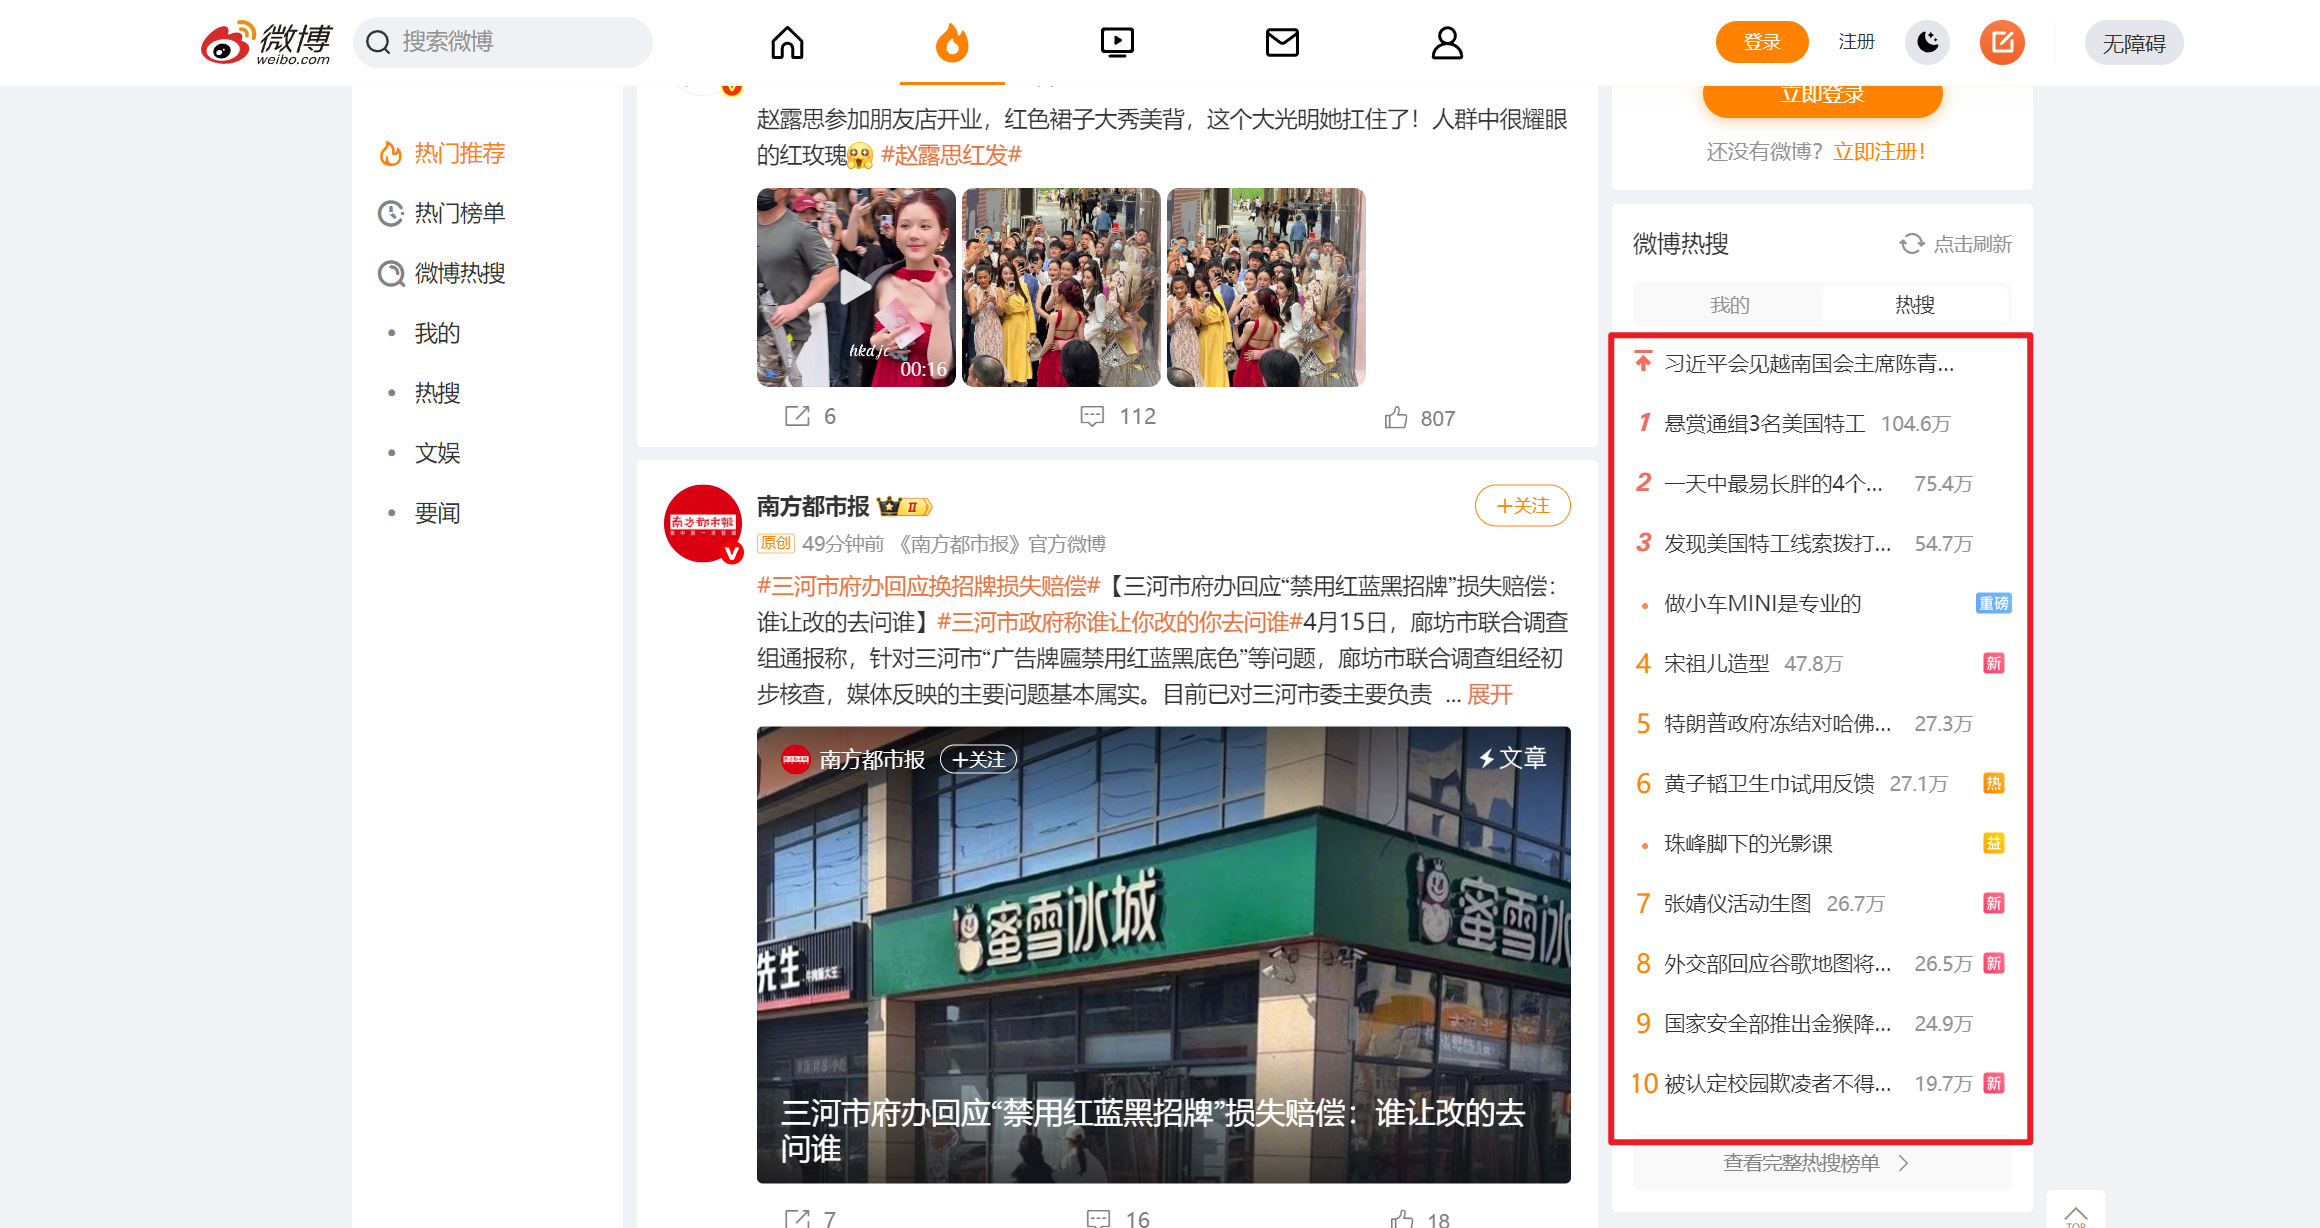 微博
weibo.com
搜索微博
登录
注册
无障碍
热门推荐
热门榜单
微博热搜
我的
热搜
文娱
要闻
赵露思参加朋友店开业，红色裙子大秀美背，这个大光明她扛住了！人群中很耀眼
的红玫瑰 #赵露思红发#
hkd jc
00:16
6
112
807
南方都市报
II
+关注
南方都市报
原创 49分钟前 《南方都市报》官方微博
#三河市府办回应换招牌损失赔偿#【三河市府办回应“禁用红蓝黑招牌”损失赔偿：
谁让改的去问谁】#三河市政府称谁让你改的你去问谁#4月15日，廊坊市联合调查
组通报称，针对三河市“广告牌匾禁用红蓝黑底色”等问题，廊坊市联合调查组经初
步核查，媒体反映的主要问题基本属实。目前已对三河市委主要负责 ... 展开
南方都市报 +关注
文章
蜜雪冰城
蜜雪冰
先生
三河市府办回应“禁用红蓝黑招牌”损失赔偿：谁让改的去
问谁
7
16
18
立即登录
还没有微博？立即注册！
微博热搜
点击刷新
我的
热搜
习近平会见越南国会主席陈青...
1 悬赏通缉3名美国特工 104.6万
2 一天中最易长胖的4个... 75.4万
3 发现美国特工线索拨打... 54.7万
做小车MINI是专业的 重磅
4 宋祖儿造型 47.8万 新
5 特朗普政府冻结对哈佛... 27.3万
6 黄子韬卫生巾试用反馈 27.1万 热
珠峰脚下的光影课 益
7 张婧仪活动生图 26.7万 新
8 外交部回应谷歌地图将... 26.5万 新
9 国家安全部推出金猴降... 24.9万
10 被认定校园欺凌者不得... 19.7万 新
查看完整热搜榜单
TOP